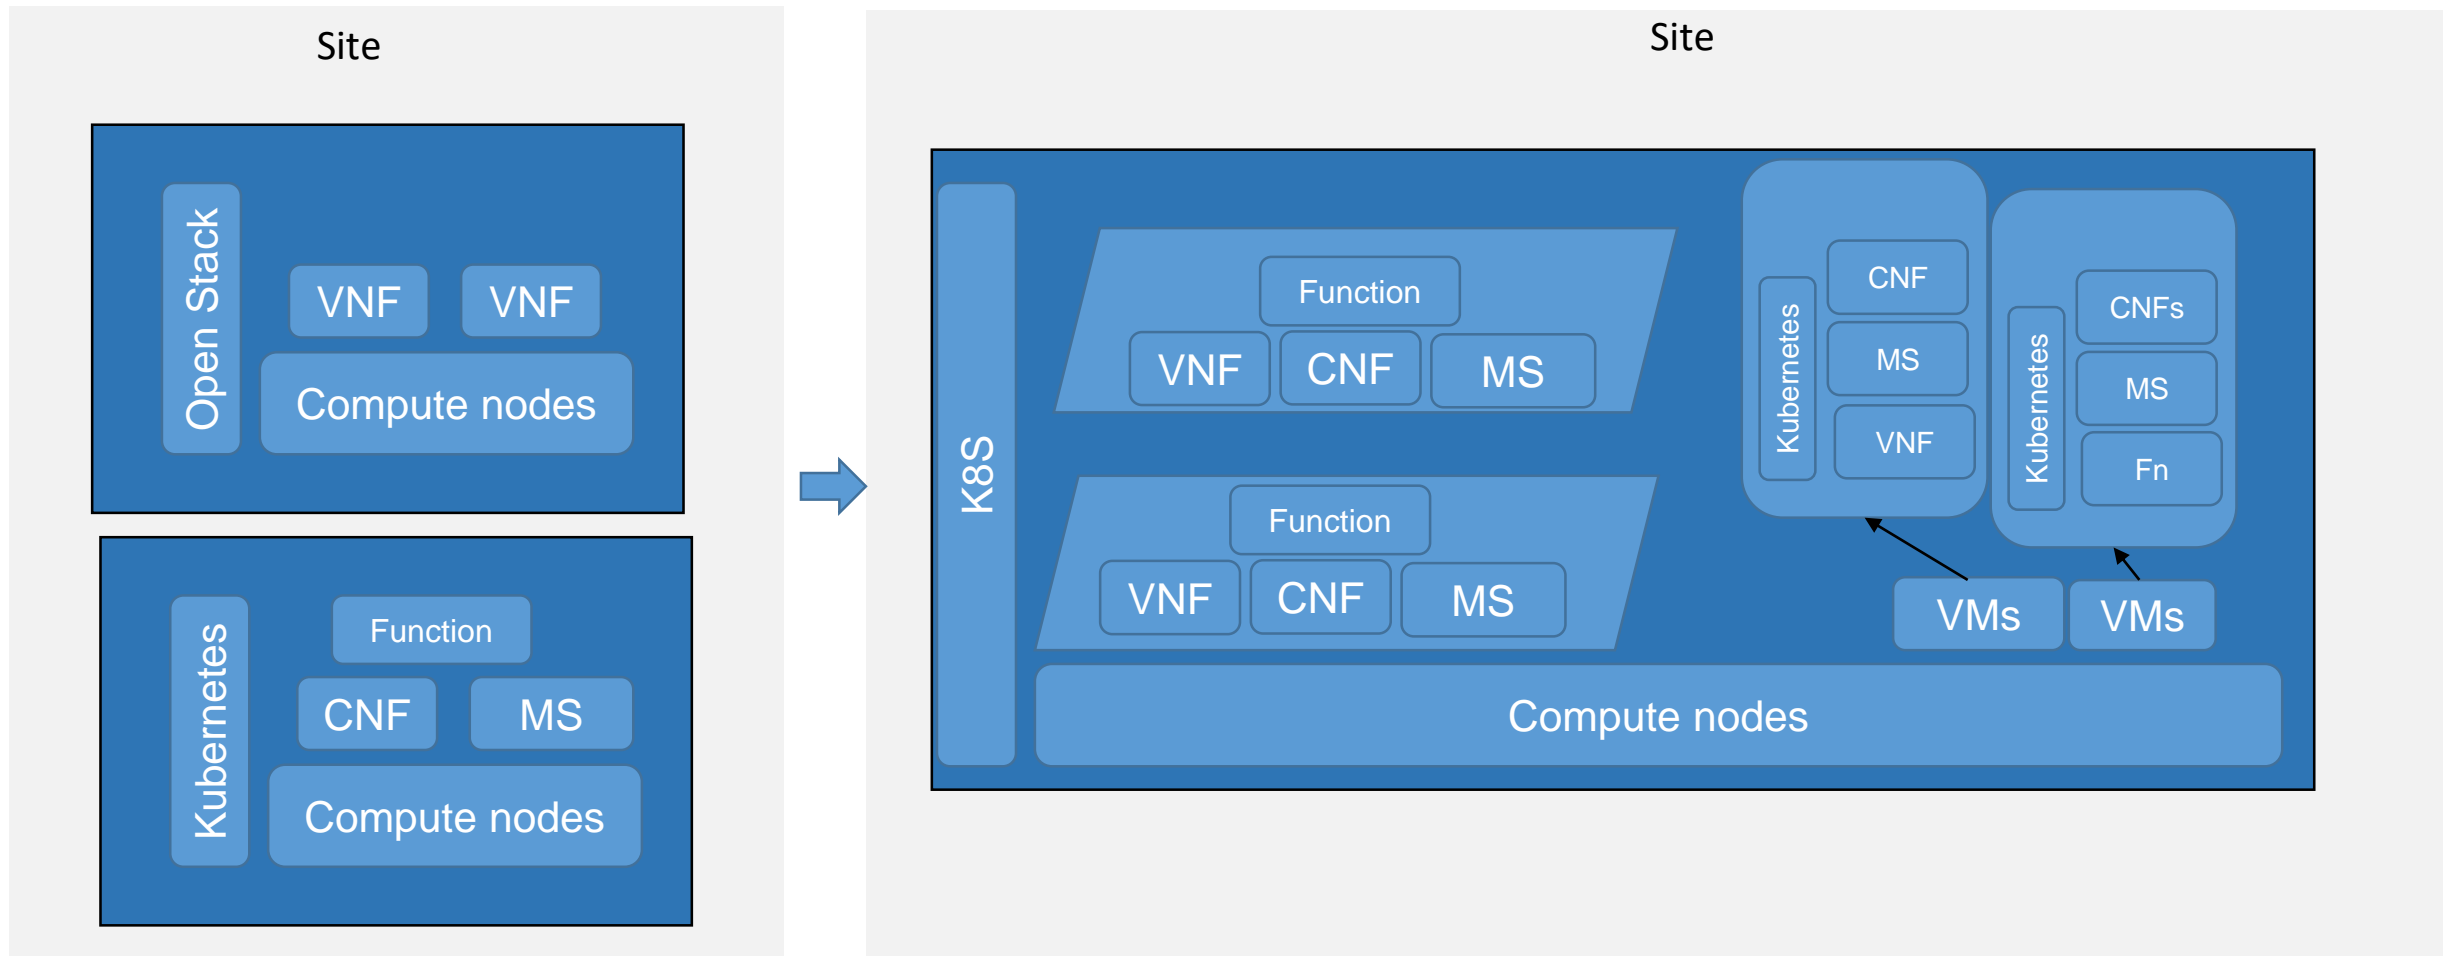 Site
Open Stack
VNF
VNF
Compute nodes
Kubernetes
Function
CNF
MS
Compute nodes
Site
K8S
Function
VNF
CNF
MS
Function
VNF
CNF
MS
Kubernetes
CNF
MS
VNF
Kubernetes
CNFs
MS
Fn
VMs
VMs
Compute nodes